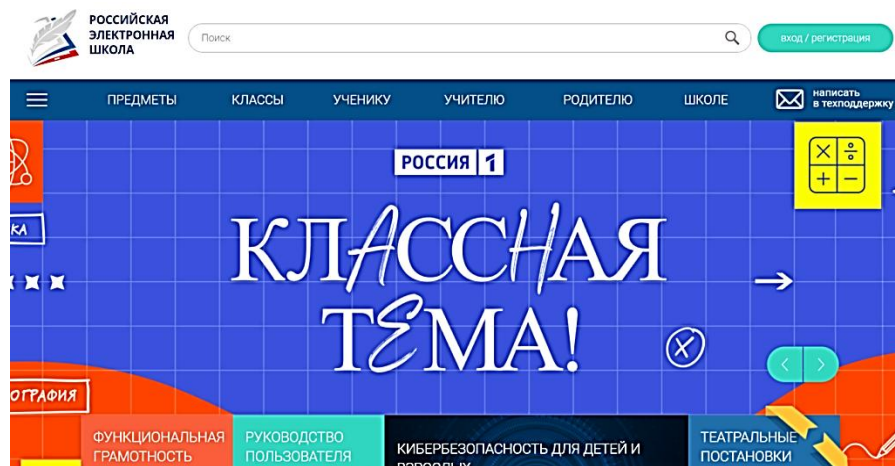 РОССИЙСКАЯ
ЭЛЕКТРОННАЯ
ШКОЛА
Поиск
вход / регистрация
ПРЕДМЕТЫ
КЛАССЫ
УЧЕНИКУ
УЧИТЕЛЮ
РОДИТЕЛЮ
ШКОЛЕ
написать
в техподдержку
РОССИЯ 1
КЛАССНАЯ
ТЕМА!
ФУНКЦИОНАЛЬНАЯ
ГРАМОТНОСТЬ
РУКОВОДСТВО
ПОЛЬЗОВАТЕЛЯ
КИБЕРБЕЗОПАСНОСТЬ ДЛЯ ДЕТЕЙ И
ТЕАТРАЛЬНЫЕ
ПОСТАНОВКИ